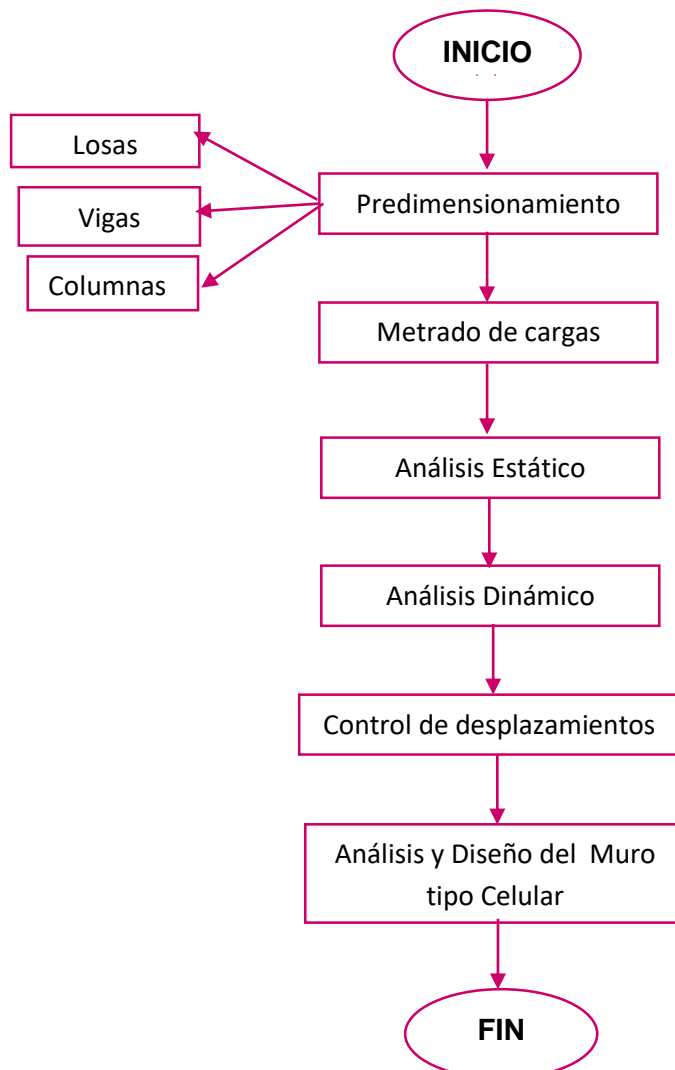 INICIO
Losas
Predimensionamiento
Vigas
Columnas
Metrado de cargas
Análisis Estático
Análisis Dinámico
Control de desplazamientos
Análisis y Diseño del Muro
tipo Celular
FIN